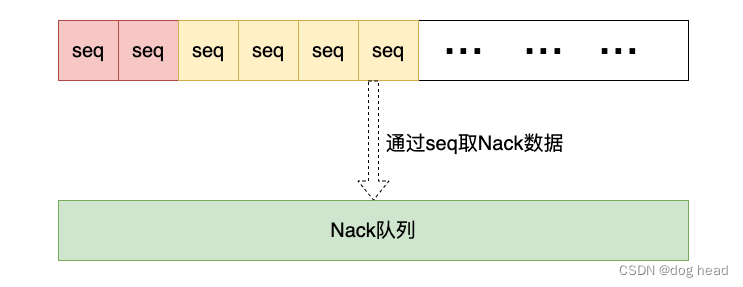 seq seq seq seq seq seq ... ... ...
通过seq取Nack数据
Nack队列
CSDN @dog head